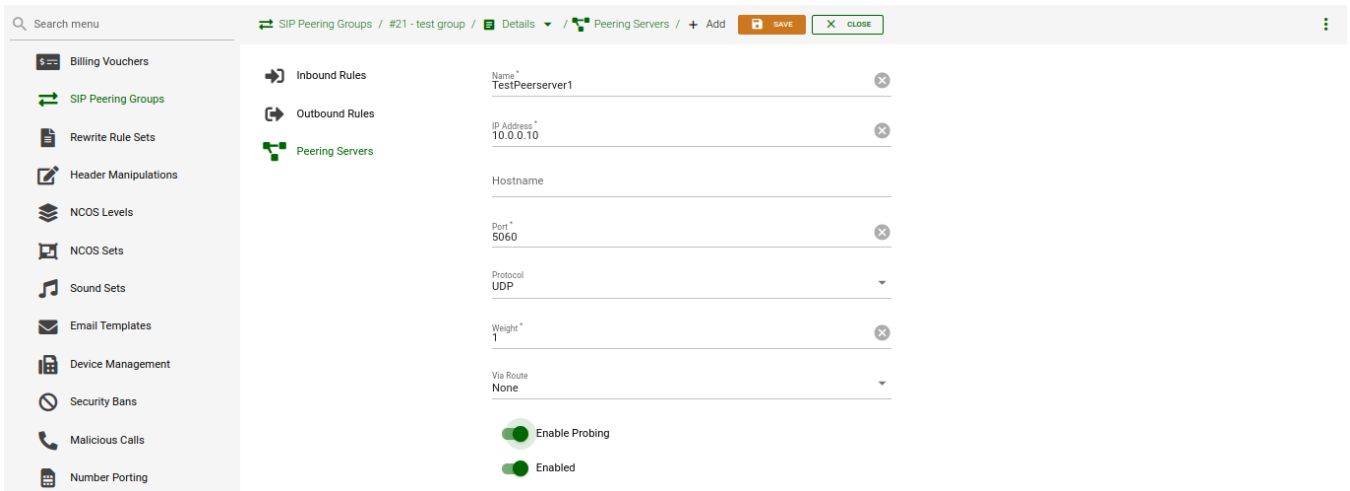 Search menu
SIP Peering Groups / #21 - test group / Details / Peering Servers / + Add SAVE X CLOSE
Billing Vouchers
SIP Peering Groups
Rewrite Rule Sets
Header Manipulations
NCOS Levels
NCOS Sets
Sound Sets
Email Templates
Device Management
Security Bans
Malicious Calls
Number Porting
Inbound Rules
Outbound Rules
Peering Servers
Name *
TestPeerserver1
IP Address *
10.0.0.10
Hostname
Port *
5060
Protocol
UDP
Weight *
1
Via Route
None
Enable Probing
Enabled